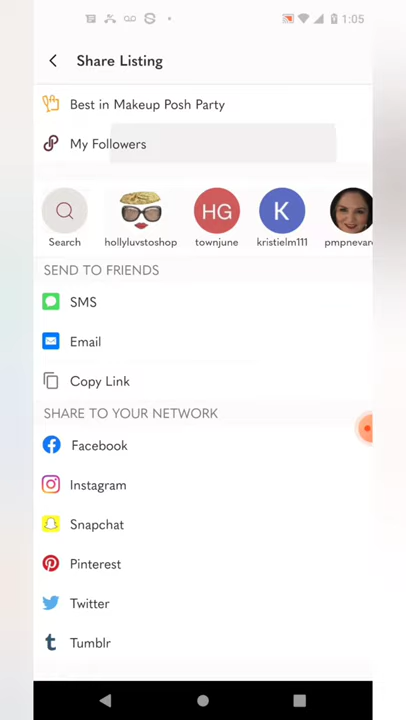 1:05
Share Listing
Best in Makeup Posh Party
My Followers
HG
K
Search
hollyluvstoshop
townjune
kristielm111
pmpnevar
SEND TO FRIENDS
SMS
Email
Copy Link
SHARE TO YOUR NETWORK
Facebook
Instagram
Snapchat
Pinterest
Twitter
Tumblr